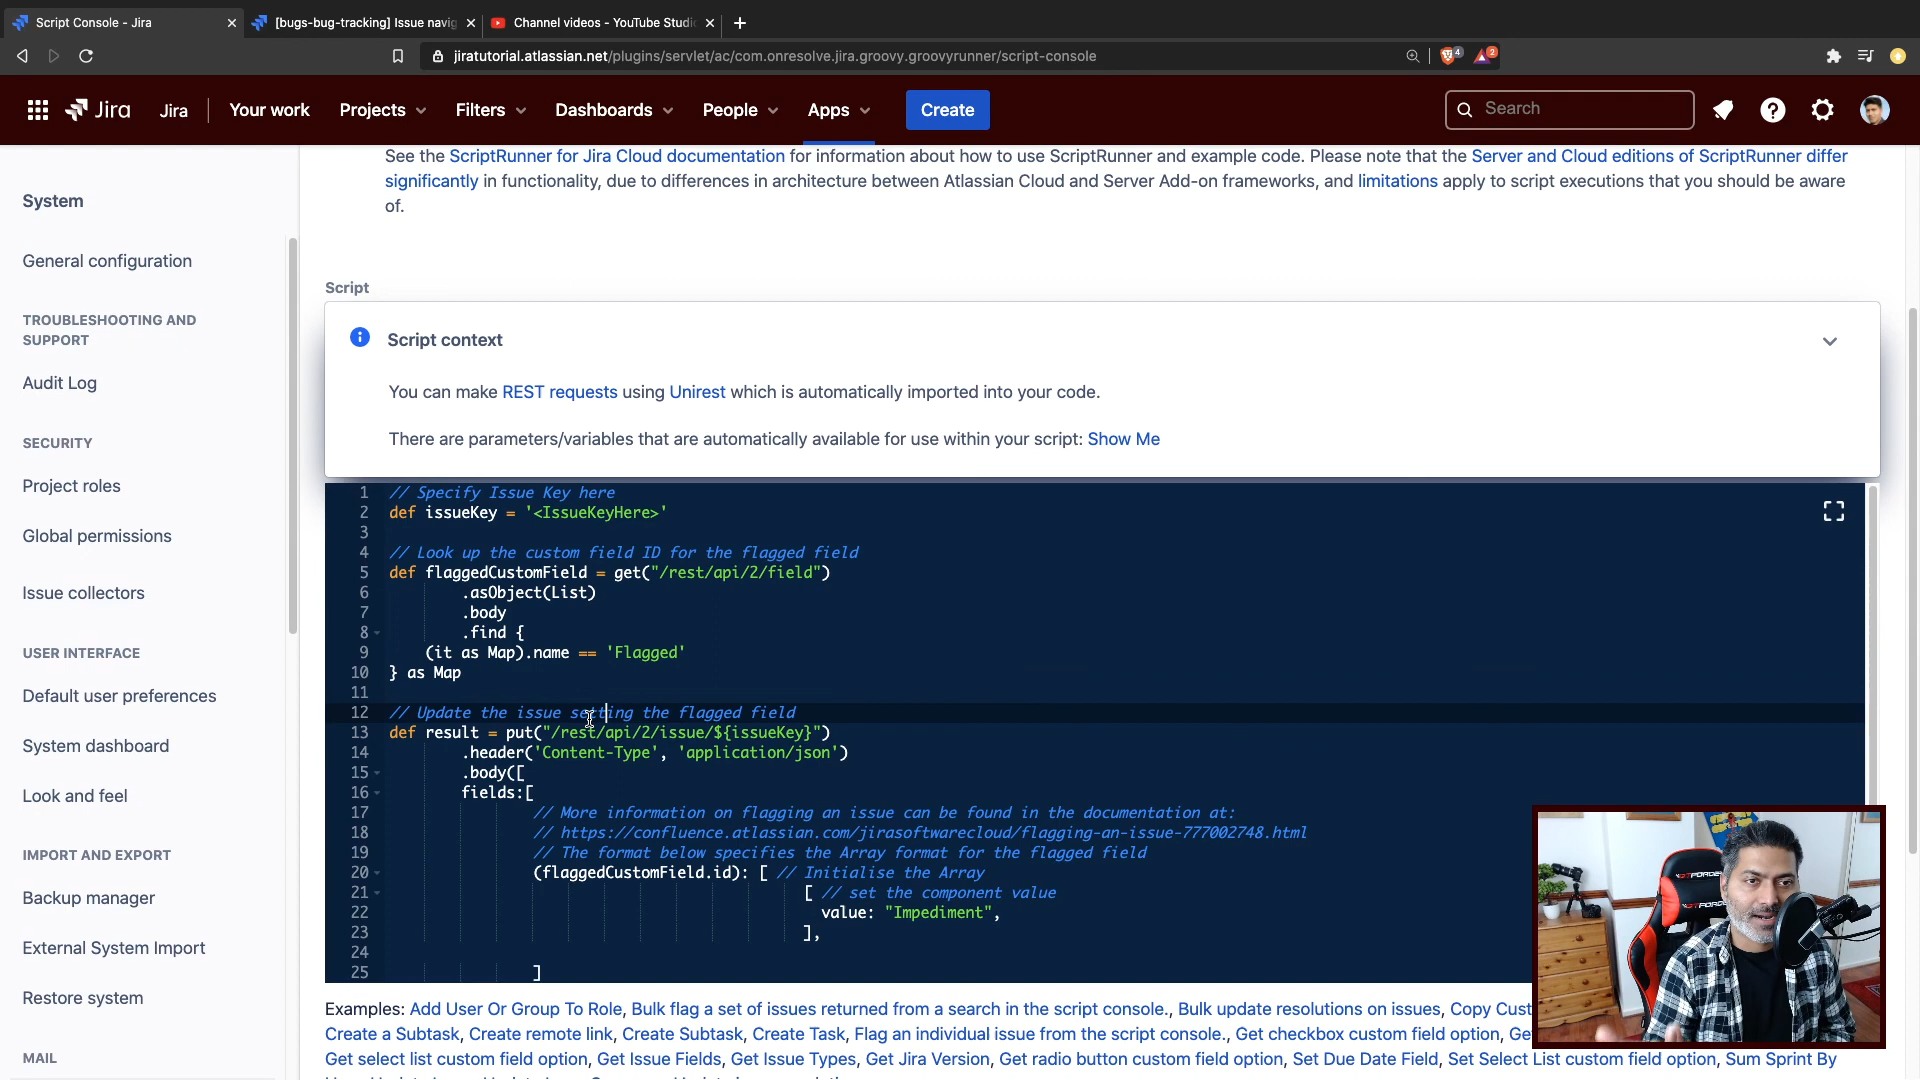 Script Console - Jira
[bugs-bug-tracking] Issue navig
Channel videos - YouTube Studi
jiratutorial.atlassian.net/plugins/servlet/ac/com.onresolve.jira.groovy.groovyrunner/script-console
4
2
Jira
Jira
Your work
Projects
Filters
Dashboards
People
Apps
Create
Search
System
General configuration
TROUBLESHOOTING AND
SUPPORT
Audit Log
SECURITY
Project roles
Global permissions
Issue collectors
USER INTERFACE
Default user preferences
System dashboard
Look and feel
IMPORT AND EXPORT
Backup manager
External System Import
Restore system
MAIL
See the ScriptRunner for Jira Cloud documentation for information about how to use ScriptRunner and example code. Please note that the Server and Cloud editions of ScriptRunner differ
significantly in functionality, due to differences in architecture between Atlassian Cloud and Server Add-on frameworks, and limitations apply to script executions that you should be aware
of.
Script
Script context
You can make REST requests using Unirest which is automatically imported into your code.
There are parameters/variables that are automatically available for use within your script: Show Me
1 // Specify Issue Key here
2 def issueKey = '<IssueKeyHere>'
3
4 // Look up the custom field ID for the flagged field
5 def flaggedCustomField = get("/rest/api/2/field")
6 .asObject(List)
7 .body
8 .find {
9 (it as Map).name == 'Flagged'
10 } as Map
11
12 // Update the issue setting the flagged field
13 def result = put("/rest/api/2/issue/${issueKey}")
14 .header('Content-Type', 'application/json')
15 .body([
16 fields:[
17 // More information on flagging an issue can be found in the documentation at:
18 // https://confluence.atlassian.com/jirasoftwarecloud/flagging-an-issue-777002748.html
19 // The format below specifies the Array format for the flagged field
20 (flaggedCustomField.id): [ // Initialise the Array
21 [ // set the component value
22 value: "Impediment",
23 ],
24
25 ]
Examples: Add User Or Group To Role, Bulk flag a set of issues returned from a search in the script console., Bulk update resolutions on issues, Copy Cust
Create a Subtask, Create remote link, Create Subtask, Create Task, Flag an individual issue from the script console., Get checkbox custom field option, Ge
Get select list custom field option, Get Issue Fields, Get Issue Types, Get Jira Version, Get radio button custom field option, Set Due Date Field, Set Select List custom field option, Sum Sprint By